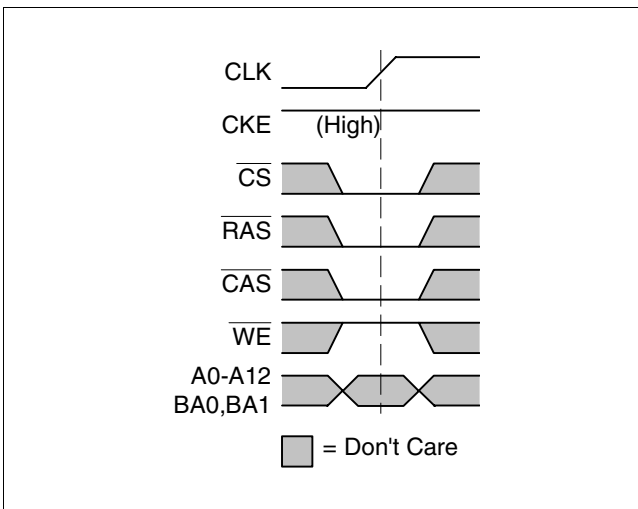 CLK
CKE (High)
CS
RAS
CAS
WE
A0-A12
BA0,BA1
= Don't Care